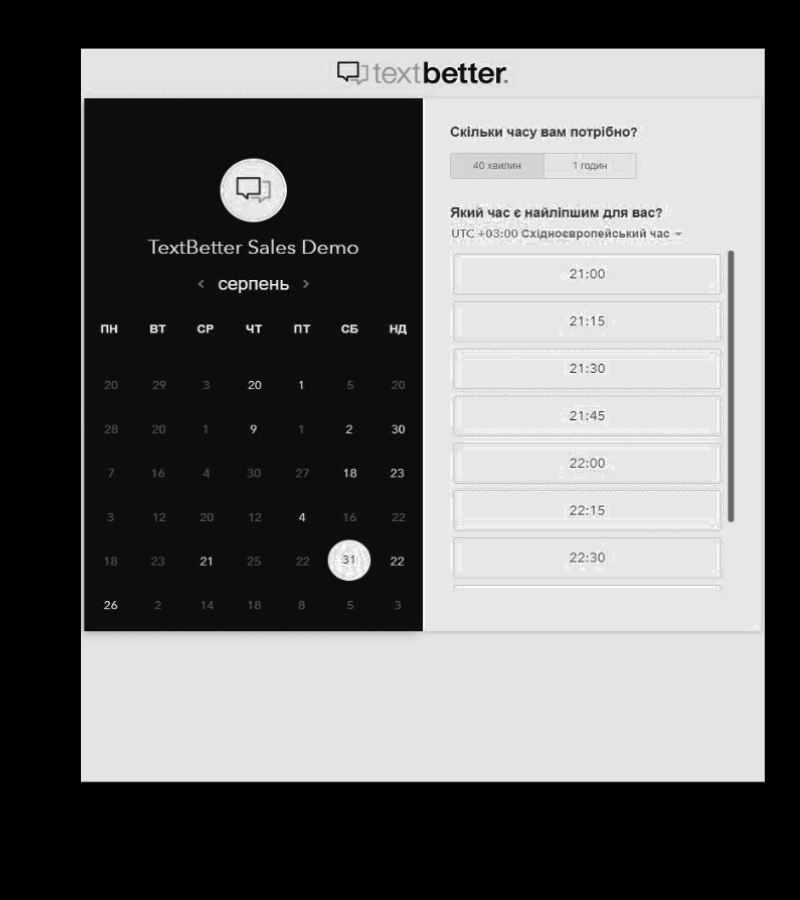 textbetter.
TextBetter Sales Demo
< серпень >
ПН ВТ СР ЧТ ПТ СБ НД
20 29 3 20 1 5 20
28 20 1 9 1 2 30
7 16 4 30 27 18 23
3 12 20 12 4 16 22
18 23 21 25 22 31 22
26 2 14 18 8 5 3
Скільки часу вам потрібно?
40 хвилин 1 годин
Який час є найліпшим для вас?
UTC +03:00 Східноєвропейський час
21:00
21:15
21:30
21:45
22:00
22:15
22:30